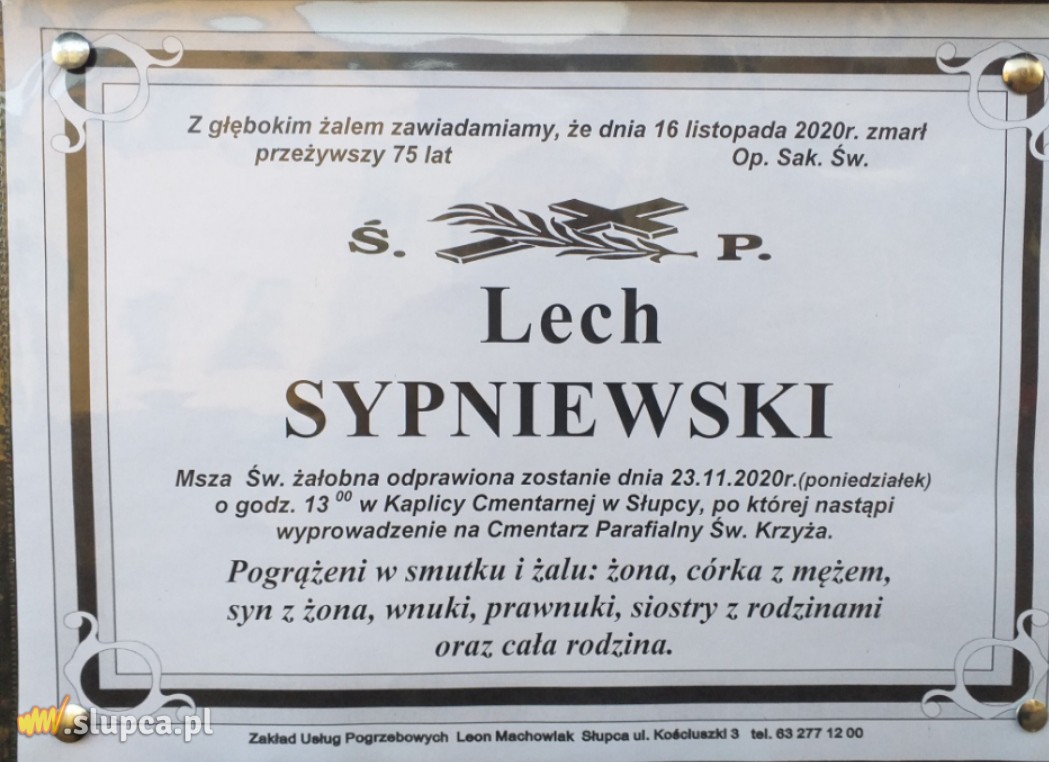 Z głębokim żalem zawiadamiamy, że dnia 16 listopada 2020r. zmarł
przeżywszy 75 lat Op. Sak. Św.
Ś. P.
Lech
SYPNIEWSKI
Msza Św. żałobna odprawiona zostanie dnia 23.11.2020r.(poniedziałek)
o godz. 13 00 w Kaplicy Cmentarnej w Słupcy, po której nastąpi
wyprowadzenie na Cmentarz Parafialny Św. Krzyża.
Pogrążeni w smutku i żalu: żona, córka z mężem,
syn z żona, wnuki, prawnuki, siostry z rodzinami
oraz cała rodzina.
www.slupca.pl
Zakład Usług Pogrzebowych Leon Machowiak Słupca ul. Kościuszki 3 tel. 63 277 12 00